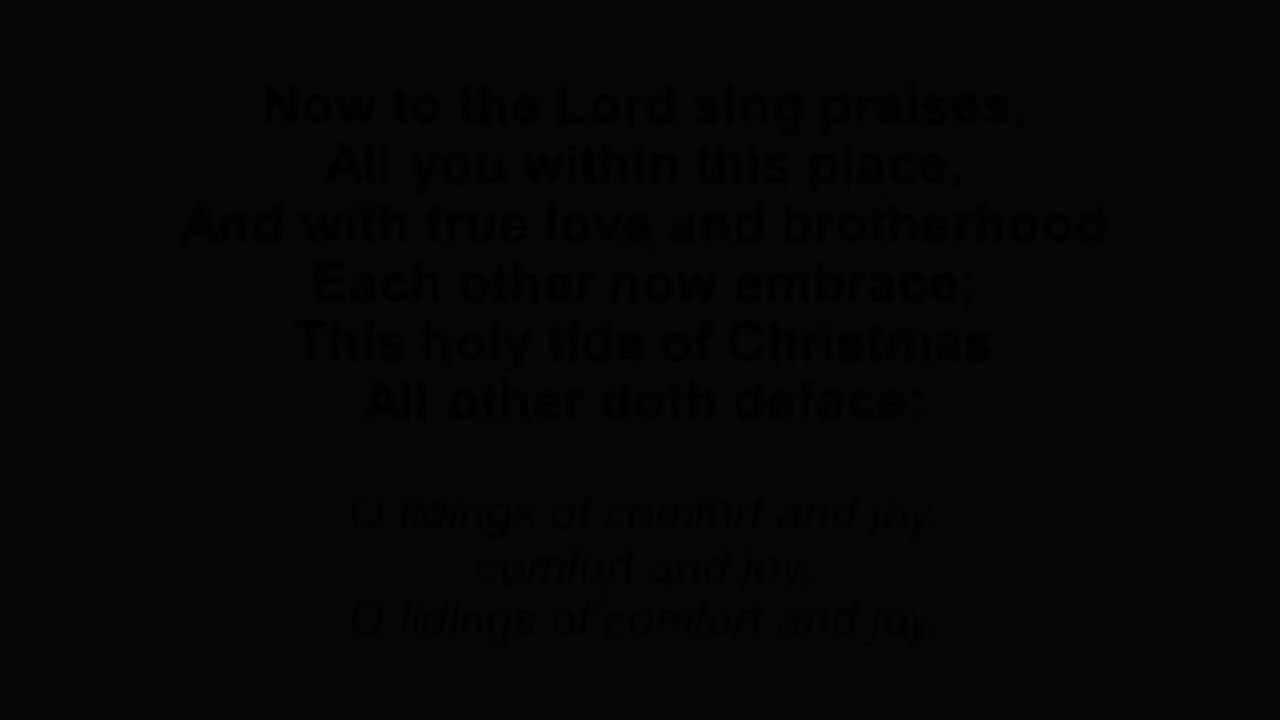 Now to the Lord sing praises,
All you within this place,
And with true love and brotherhood
Each other now embrace;
This holy tide of Christmas
All other doth deface:
O tidings of comfort and joy
comfort and joy,
O tidings of comfort and joy